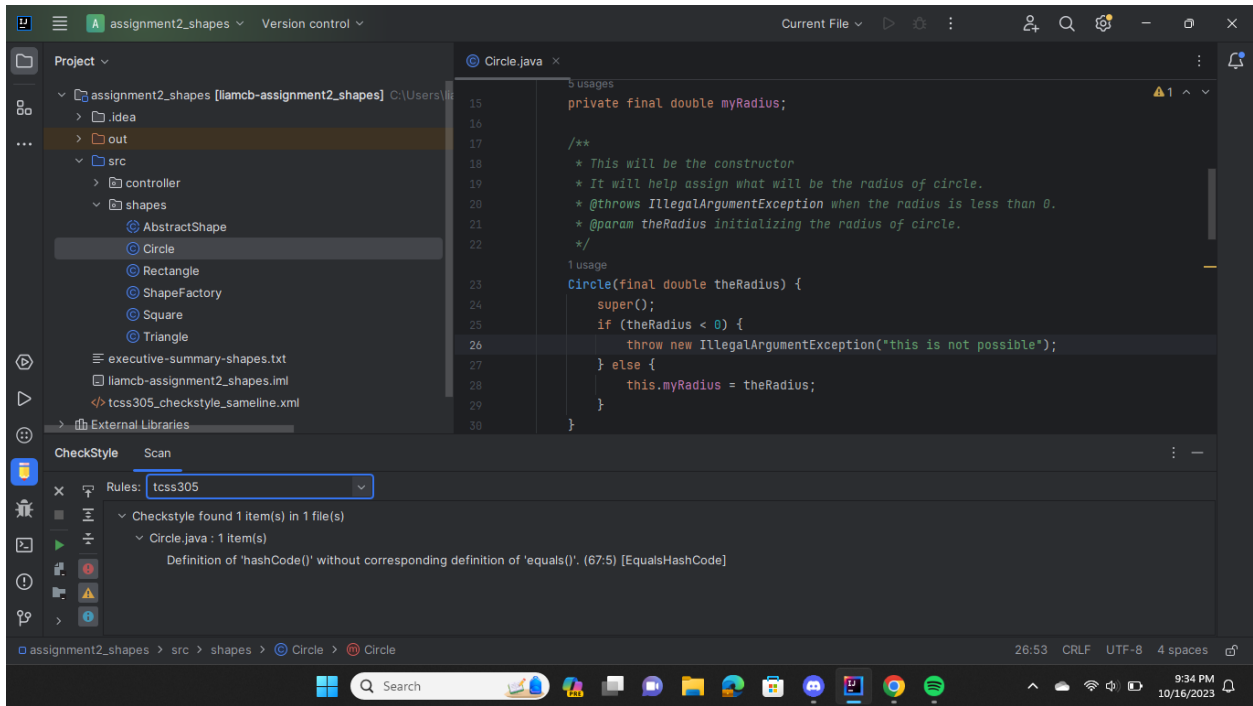 A assignment2_shapes Version control Current File
Project
Circle.java
assignment2_shapes [liamcb-assignment2_shapes] C:\Users\
.idea
out
src
controller
shapes
AbstractShape
Circle
Rectangle
ShapeFactory
Square
Triangle
executive-summary-shapes.txt
liamcb-assignment2_shapes.iml
tcss305_checkstyle_sameline.xml
External Libraries
5 usages
1
15 private final double myRadius;
16
17 /**
18 * This will be the constructor
19 * It will help assign what will be the radius of circle.
20 * @throws IllegalArgumentException when the radius is less than 0.
21 * @param theRadius initializing the radius of circle.
22 */
1 usage
23 Circle(final double theRadius) {
24 super();
25 if (theRadius < 0) {
26 throw new IllegalArgumentException("this is not possible");
27 } else {
28 this.myRadius = theRadius;
29 }
30 }
CheckStyle Scan
Rules: tcss305
Checkstyle found 1 item(s) in 1 file(s)
Circle.java : 1 item(s)
Definition of 'hashCode()' without corresponding definition of 'equals()'. (67:5) [EqualsHashCode]
assignment2_shapes > src > shapes > Circle > Circle 26:53 CRLF UTF-8 4 spaces
Search
9:34 PM
10/16/2023